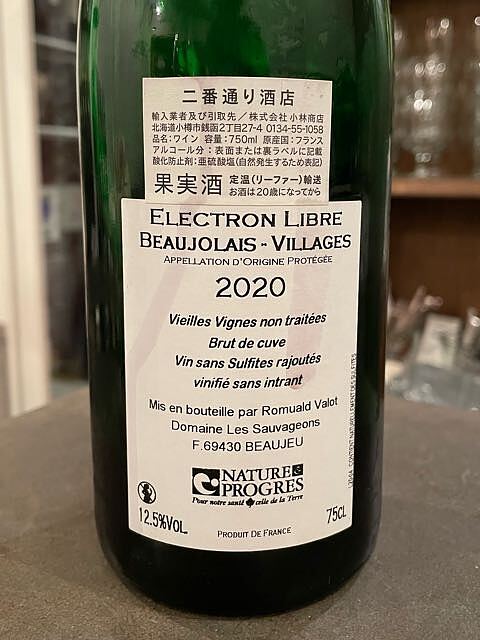 二番通り酒店
輸入業者及び引取先／株式会社 小林商店
北海道小樽市銭函2丁目27-4 0134-55-1058
品名：ワイン 容量：750ml 原産国：フランス
アルコール分：表面または裏ラベルに記載
酸化防止剤：亜硫酸塩(自然発生するため表記)
果実酒 定温(リーファー)輸送
お酒は20歳になってから
ELECTRON LIBRE
BEAUJOLAIS - VILLAGES
APPELLATION D'ORIGINE PROTÉGÉE
2020
Vieilles Vignes non traitées
Brut de cuve
Vin sans Sulfites rajoutés
vinifié sans intrant
Mis en bouteille par Romuald Valot
Domaine Les Sauvageons
F.69430 BEAUJEU
NATURE &
PROGRES
Pour notre santé celle de la Terre
12.5%VOL.
75CL
PRODUIT DE FRANCE
CONTENT NATURELLEMENT DES SULFITES